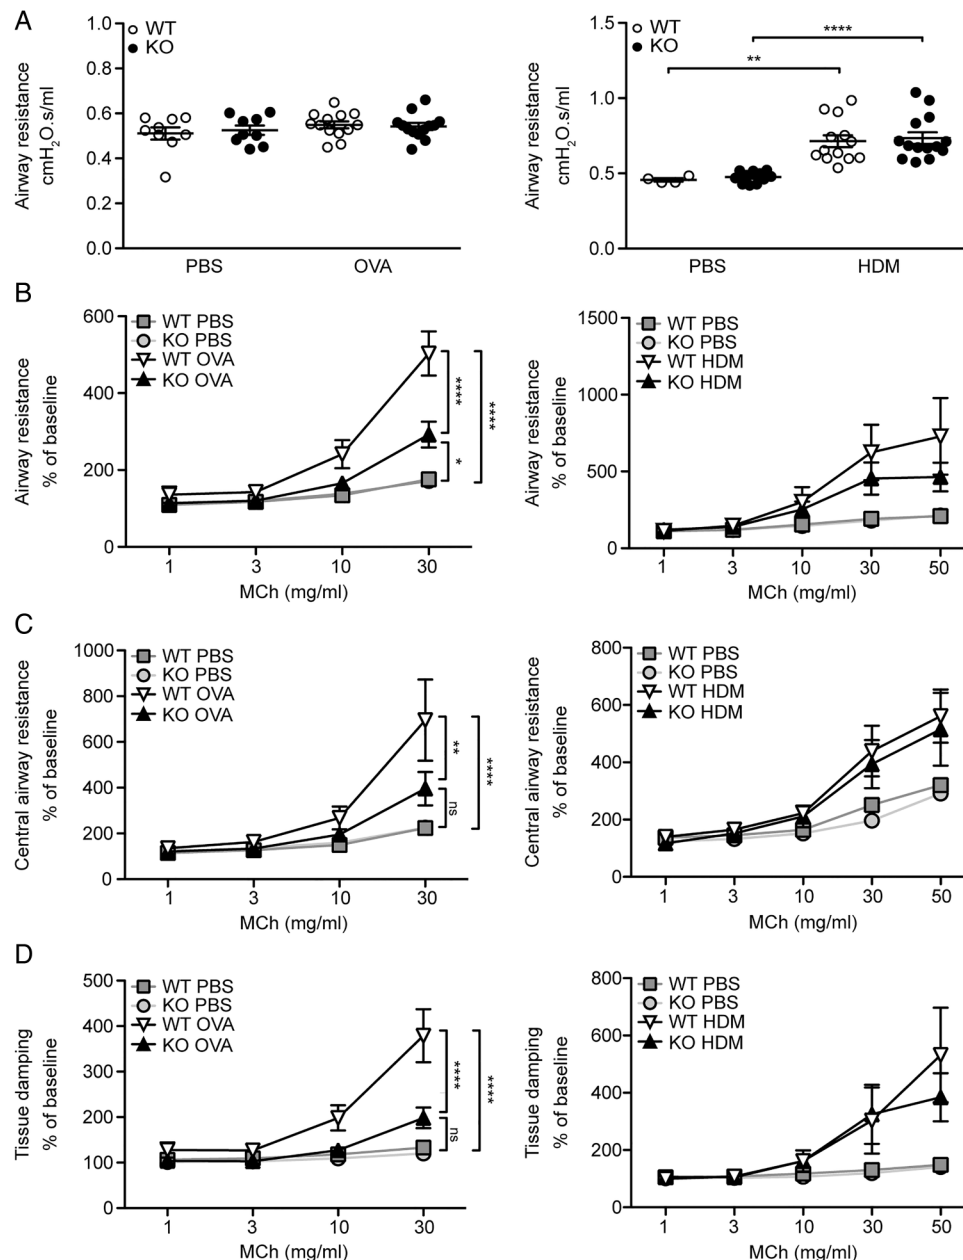 A
Airway resistance
cmH2O.s/ml
1.0
0.8
0.6
0.4
0.2
0.0
WT
KO
PBS
OVA
Airway resistance
cmH2O.s/ml
1.5
1.0
0.5
0.0
WT
KO
**
****
PBS
HDM
B
Airway resistance
% of baseline
600
400
200
0
WT PBS
KO PBS
WT OVA
KO OVA
****
*
****
1 3 10 30
MCh (mg/ml)
Airway resistance
% of baseline
1500
1000
500
0
WT PBS
KO PBS
WT HDM
KO HDM
1 3 10 30 50
MCh (mg/ml)
C
Central airway resistance
% of baseline
1000
800
600
400
200
0
WT PBS
KO PBS
WT OVA
KO OVA
**
ns
****
1 3 10 30
MCh (mg/ml)
Central airway resistance
% of baseline
800
600
400
200
0
WT PBS
KO PBS
WT HDM
KO HDM
1 3 10 30 50
MCh (mg/ml)
D
Tissue damping
% of baseline
500
400
300
200
100
0
WT PBS
KO PBS
WT OVA
KO OVA
****
ns
****
1 3 10 30
MCh (mg/ml)
Tissue damping
% of baseline
800
600
400
200
0
WT PBS
KO PBS
WT HDM
KO HDM
1 3 10 30 50
MCh (mg/ml)